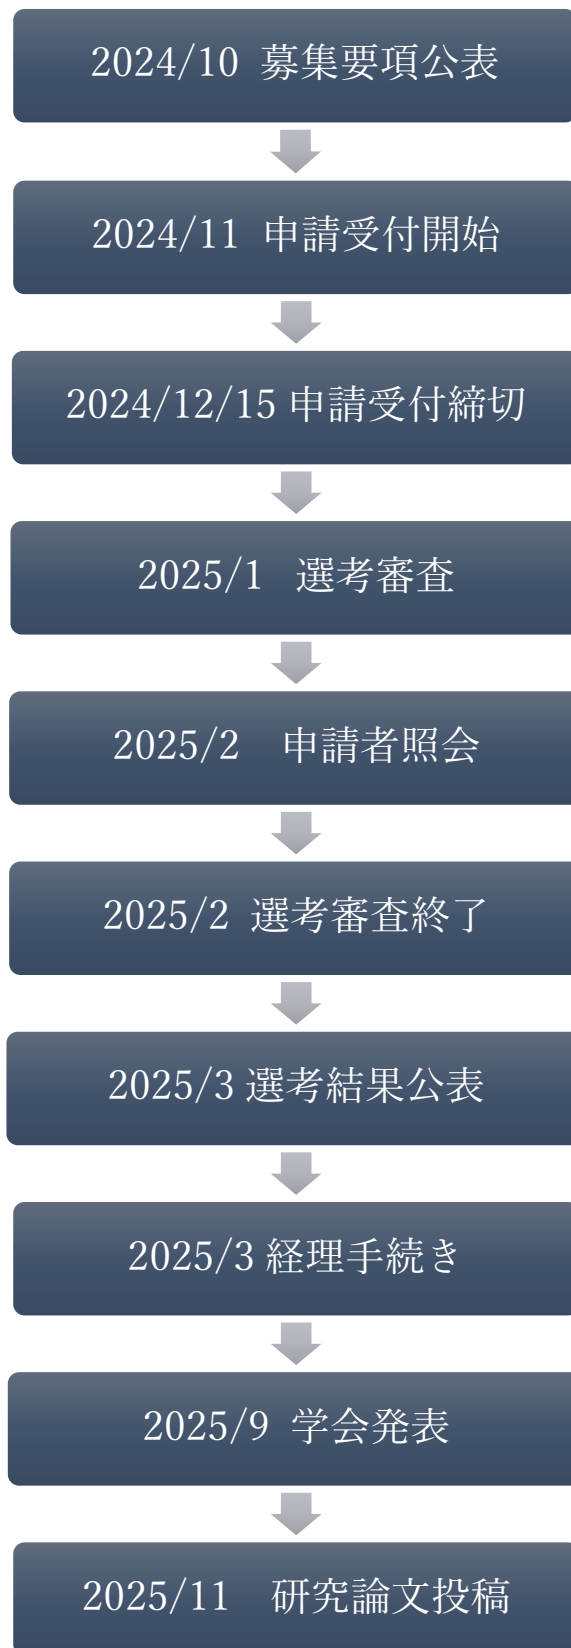 2024/10 募集要項公表
2024/11 申請受付開始
2024/12/15 申請受付締切
2025/1 選考審査
2025/2 申請者照会
2025/2 選考審査終了
2025/3 選考結果公表
2025/3 経理手続き
2025/9 学会発表
2025/11 研究論文投稿